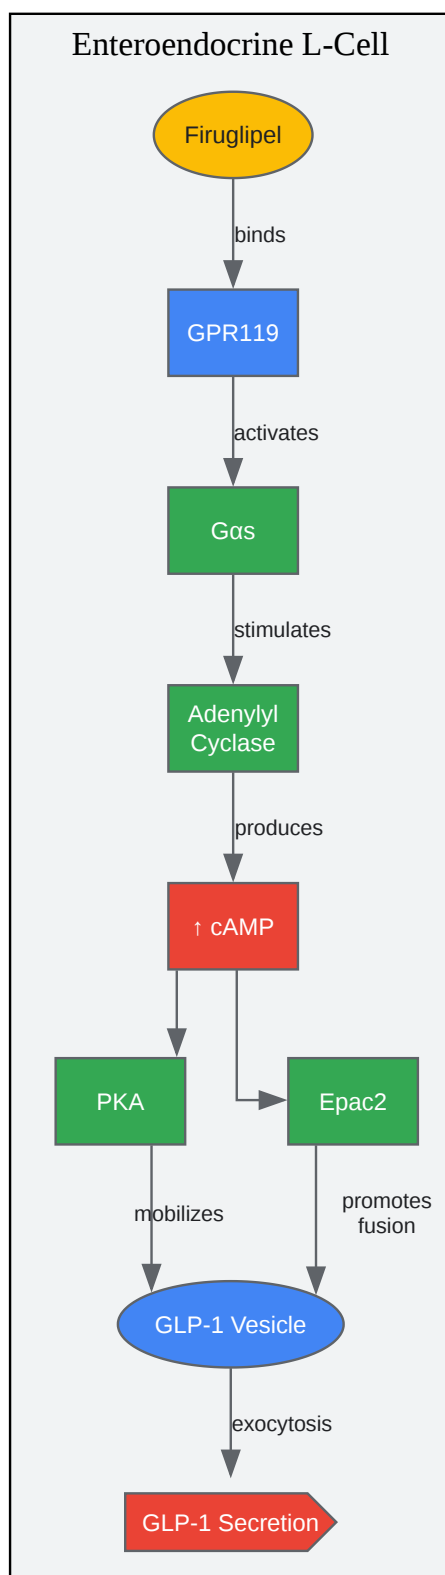 Enteroendocrine L-Cell
Firuglipel
binds
GPR119
activates
Gαs
stimulates
Adenylyl
Cyclase
produces
↑ cAMP
PKA
Epac2
mobilizes
promotes
fusion
GLP-1 Vesicle
exocytosis
GLP-1 Secretion